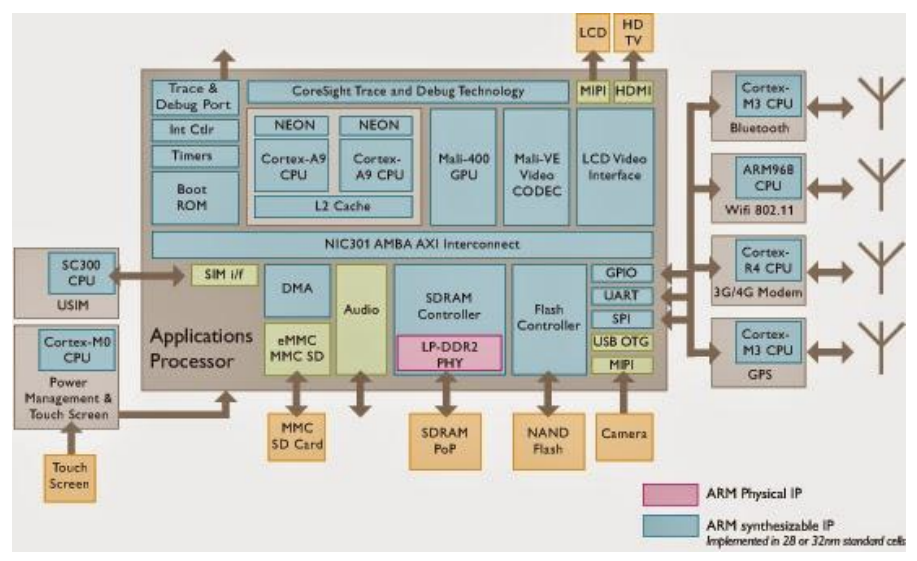 LCD
HD
TV
Trace &
Debug Port
CoreSight Trace and Debug Technology
MIPI
HDMI
Int Ctlr
Timers
Boot
ROM
NEON
NEON
Cortex-A9
CPU
Cortex-
A9 CPU
L2 Cache
Mali-400
GPU
Mali-VE
Video
CODEC
LCD Video
Interface
NIC301 AMBA AXI Interconnect
SC300
CPU
USIM
SIM i/f
DMA
Audio
SDRAM
Controller
Flash
Controller
GPIO
UART
SPI
USB OTG
MIPI
Applications
Processor
eMMC
MMC SD
LP-DDR2
PHY
Cortex-M0
CPU
Power
Management &
Touch Screen
Touch
Screen
MMC
SD Card
SDRAM
PoP
NAND
Flash
Camera
Cortex-
M3 CPU
Bluetooth
ARM968
CPU
Wifi 802.11
Cortex-
R4 CPU
3G/4G Modem
Cortex-
M3 CPU
GPS
ARM Physical IP
ARM synthesizable IP
Implemented in 28 or 32nm standard cells